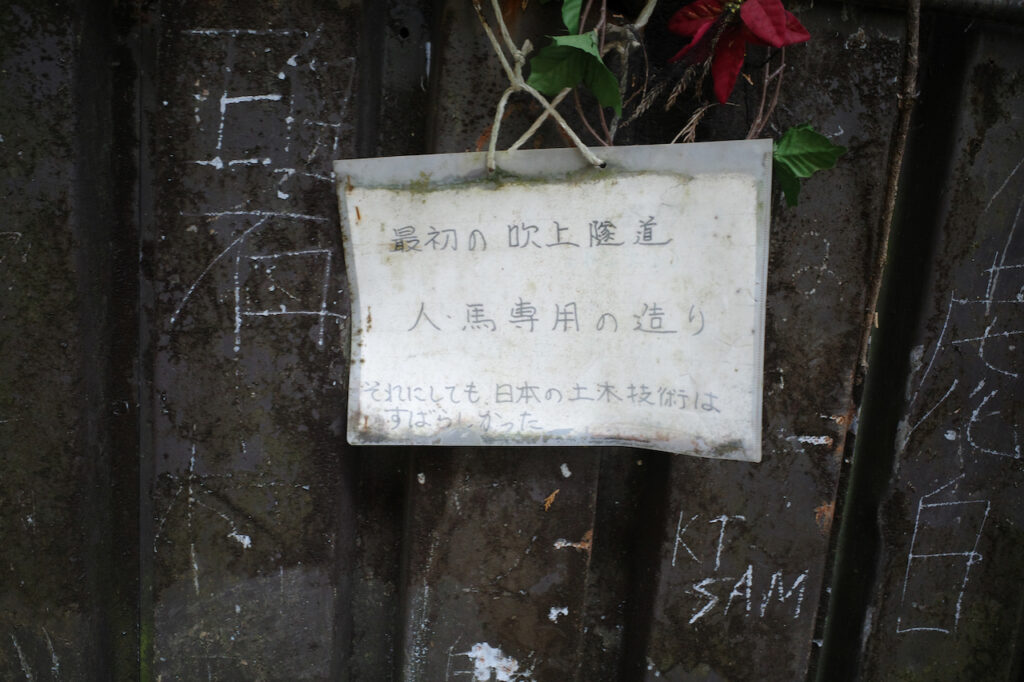 最初の 吹上隧道
人・馬専用の造り
それにしても、日本の土木技術は
すばらしかった
KT
SAM